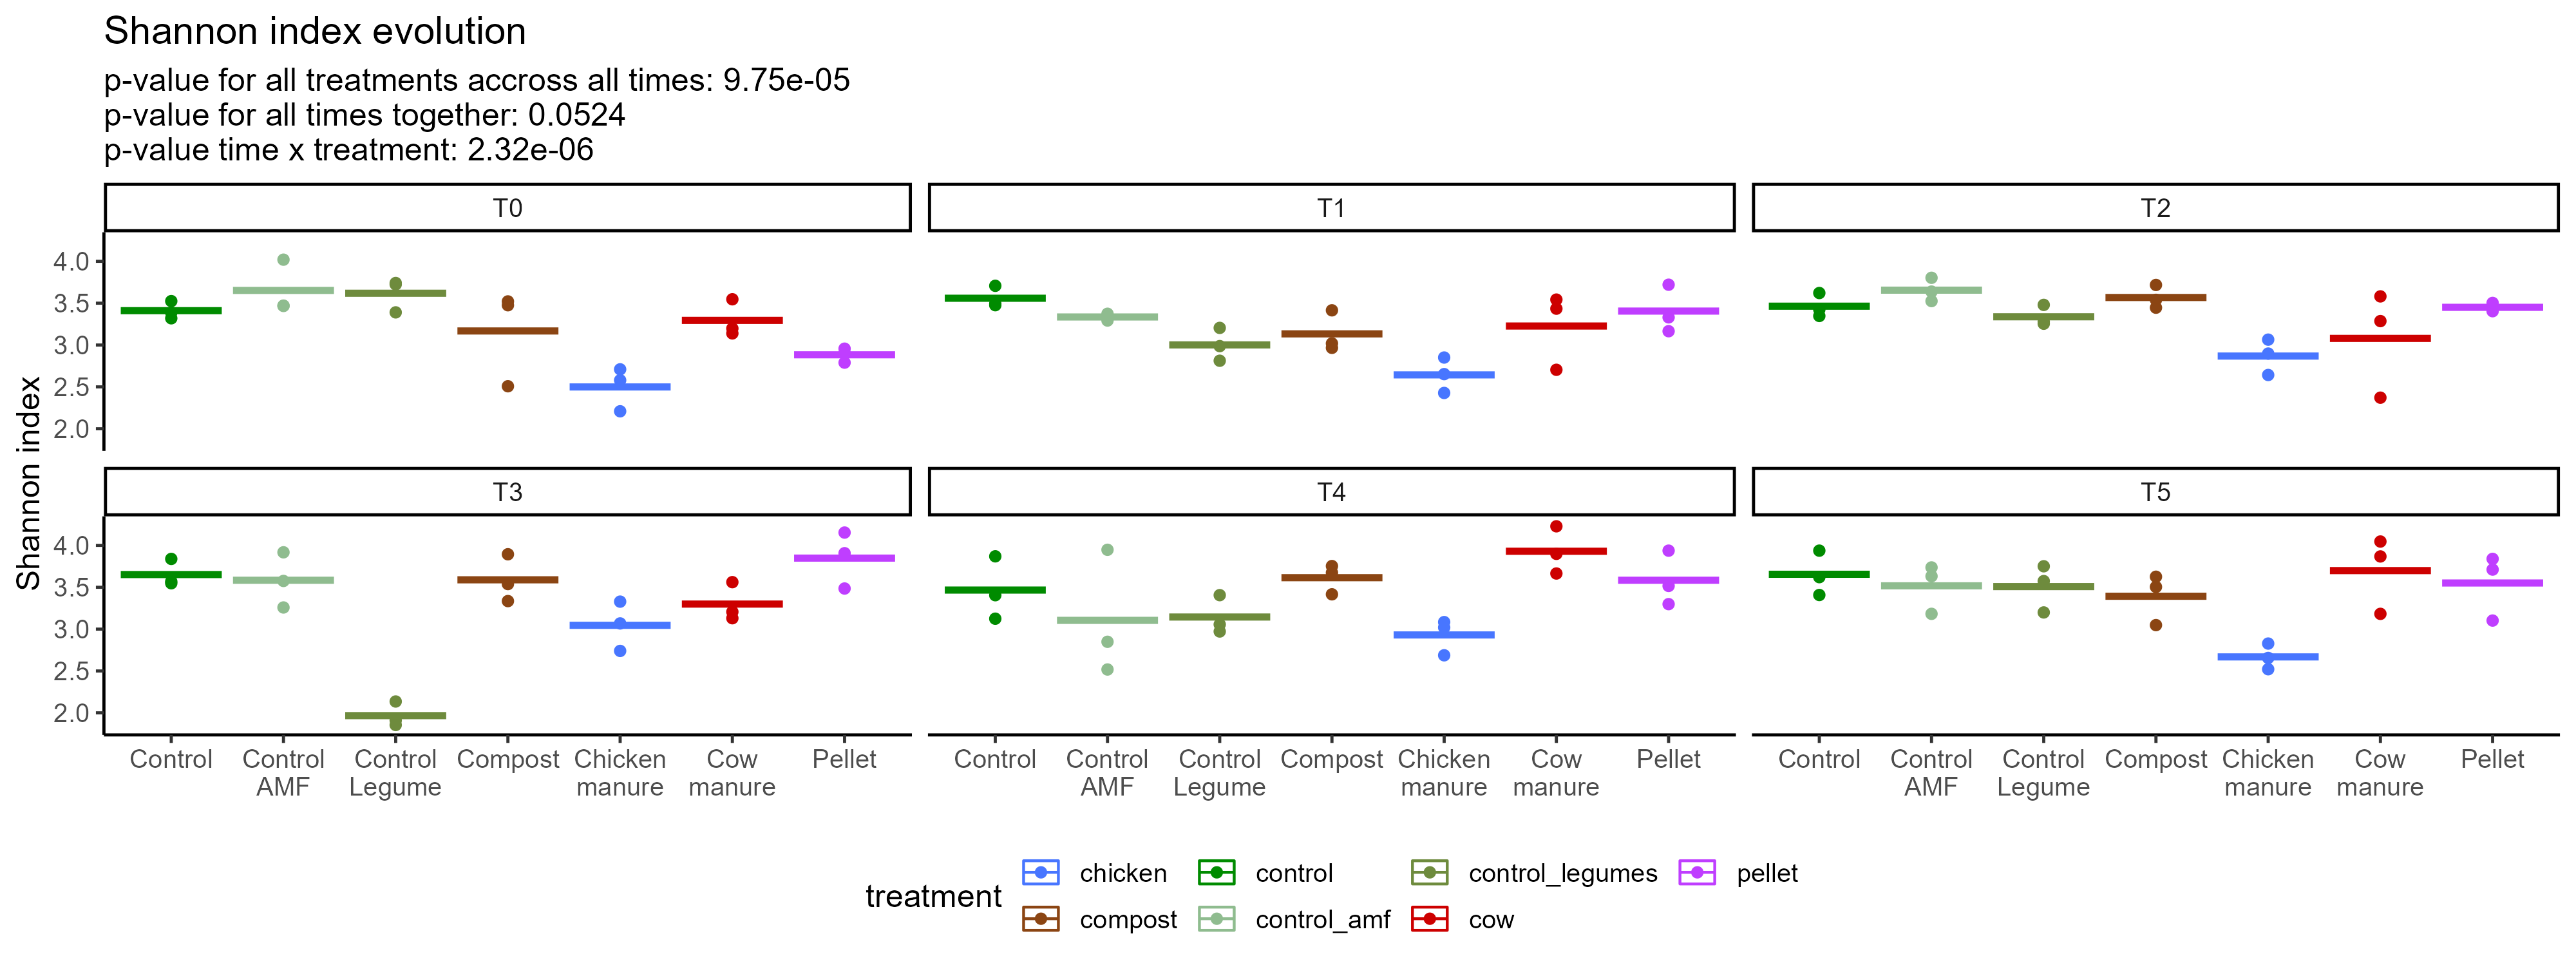 Shannon index evolution
p-value for all treatments accross all times: 9.75e-05
p-value for all times together: 0.0524
p-value time x treatment: 2.32e-06
T0
T1
T2
4.0
3.5
3.0
2.5
2.0
Shannon index
T3
T4
T5
4.0
3.5
3.0
2.5
2.0
Control
Control
AMF
Control
Legume
Compost
Chicken
manure
Cow
manure
Pellet
Control
Control
AMF
Control
Legume
Compost
Chicken
manure
Cow
manure
Pellet
Control
Control
AMF
Control
Legume
Compost
Chicken
manure
Cow
manure
Pellet
treatment
chicken
control
control_legumes
pellet
compost
control_amf
cow